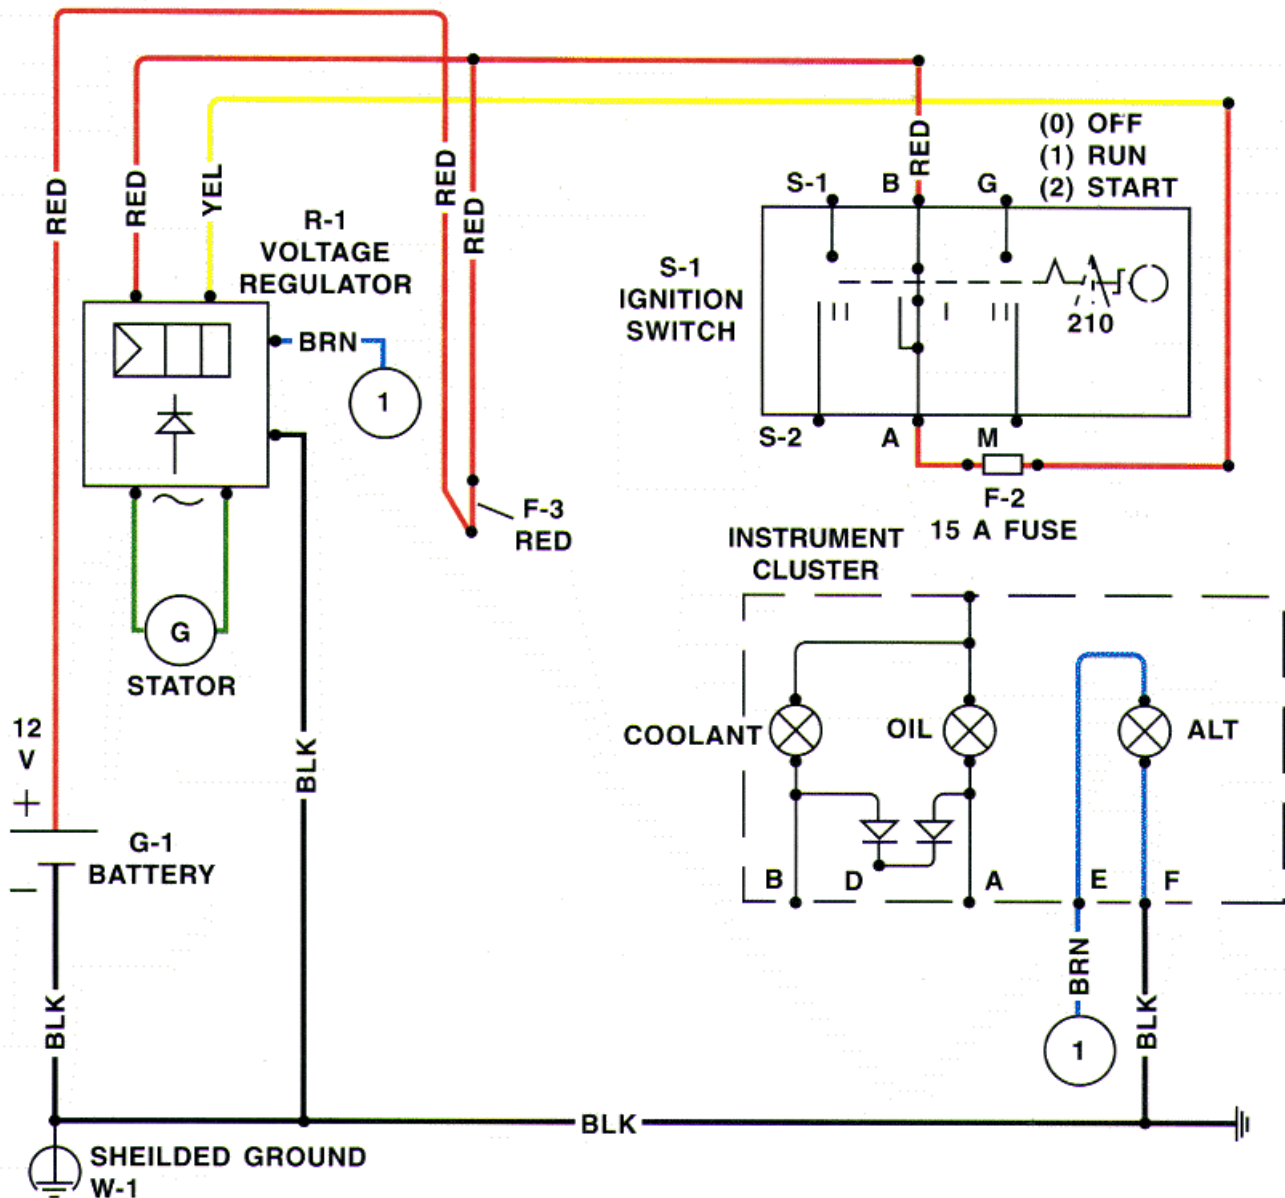 RED
RED
YEL
RED
RED
RED
(0) OFF
(1) RUN
(2) START
R-1
VOLTAGE
REGULATOR
S-1
B
G
S-1
IGNITION
SWITCH
210
BRN
1
S-2
A
M
F-2
15 A FUSE
F-3
RED
G
STATOR
INSTRUMENT
CLUSTER
12
V
+
−
G-1
BATTERY
BLK
COOLANT
OIL
ALT
B
D
A
E
F
BLK
BRN
1
BLK
BLK
SHEILDED GROUND
W-1